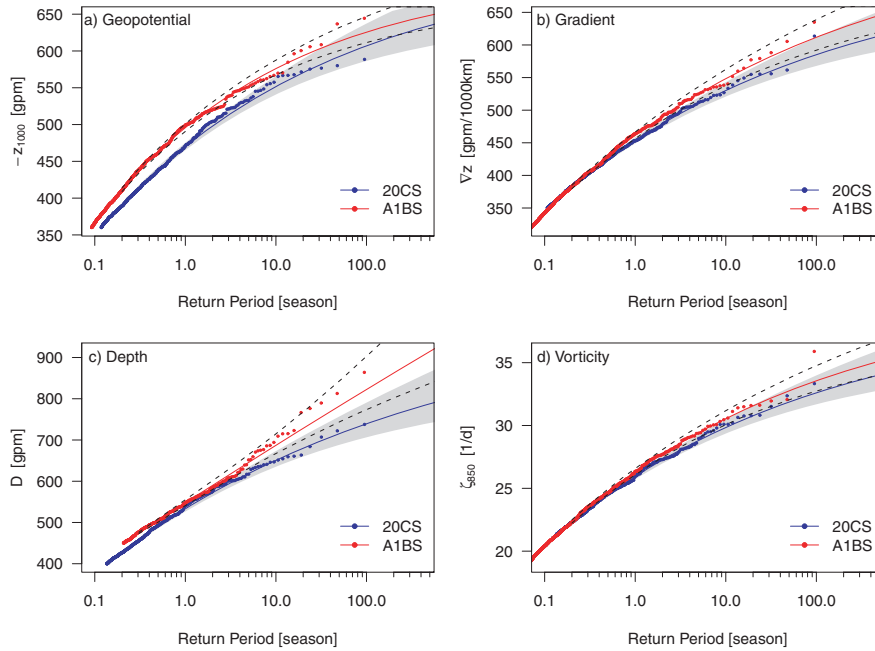 a) Geopotential
650
600
550
500
450
400
350
−z1000 [gpm]
20CS
A1BS
0.1 1.0 10.0 100.0
Return Period [season]
b) Gradient
650
600
550
500
450
400
350
∇z [gpm/1000km]
20CS
A1BS
0.1 1.0 10.0 100.0
Return Period [season]
c) Depth
900
800
700
600
500
400
D [gpm]
20CS
A1BS
0.1 1.0 10.0 100.0
Return Period [season]
d) Vorticity
35
30
25
20
ζ850 [1/d]
20CS
A1BS
0.1 1.0 10.0 100.0
Return Period [season]